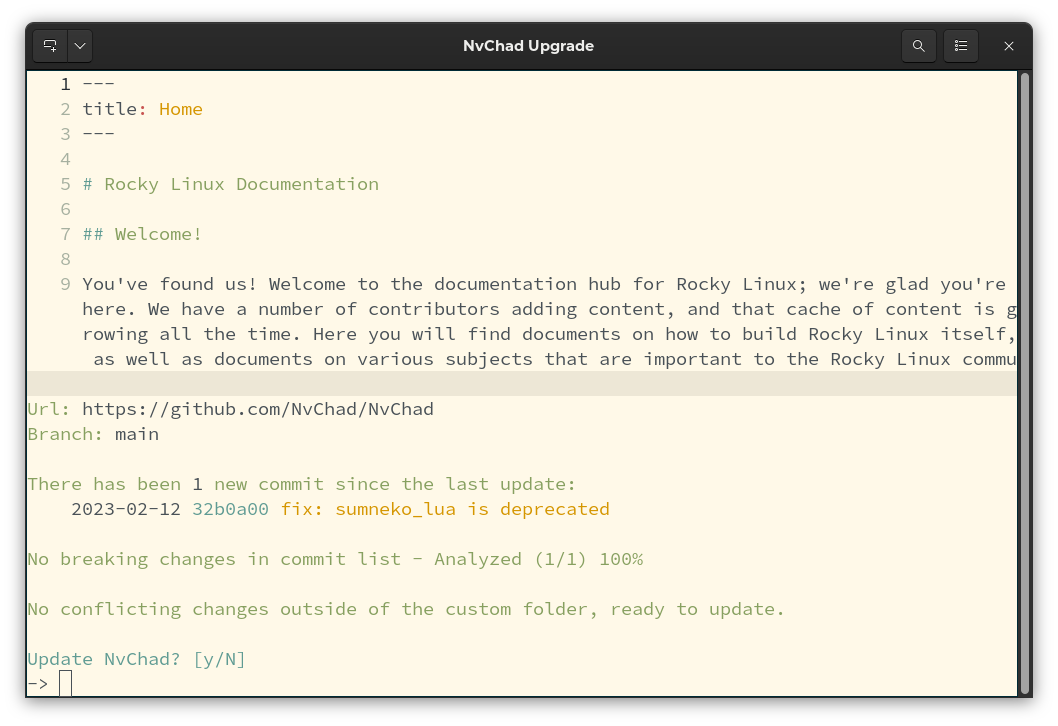 NvChad Upgrade
1 ---
2 title: Home
3 ---
4
5 # Rocky Linux Documentation
6
7 ## Welcome!
8
9 You've found us! Welcome to the documentation hub for Rocky Linux; we're glad you're
here. We have a number of contributors adding content, and that cache of content is g
rowing all the time. Here you will find documents on how to build Rocky Linux itself,
as well as documents on various subjects that are important to the Rocky Linux commu
Url: https://github.com/NvChad/NvChad
Branch: main
There has been 1 new commit since the last update:
2023-02-12 32b0a00 fix: sumneko_lua is deprecated
No breaking changes in commit list - Analyzed (1/1) 100%
No conflicting changes outside of the custom folder, ready to update.
Update NvChad? [y/N]
->